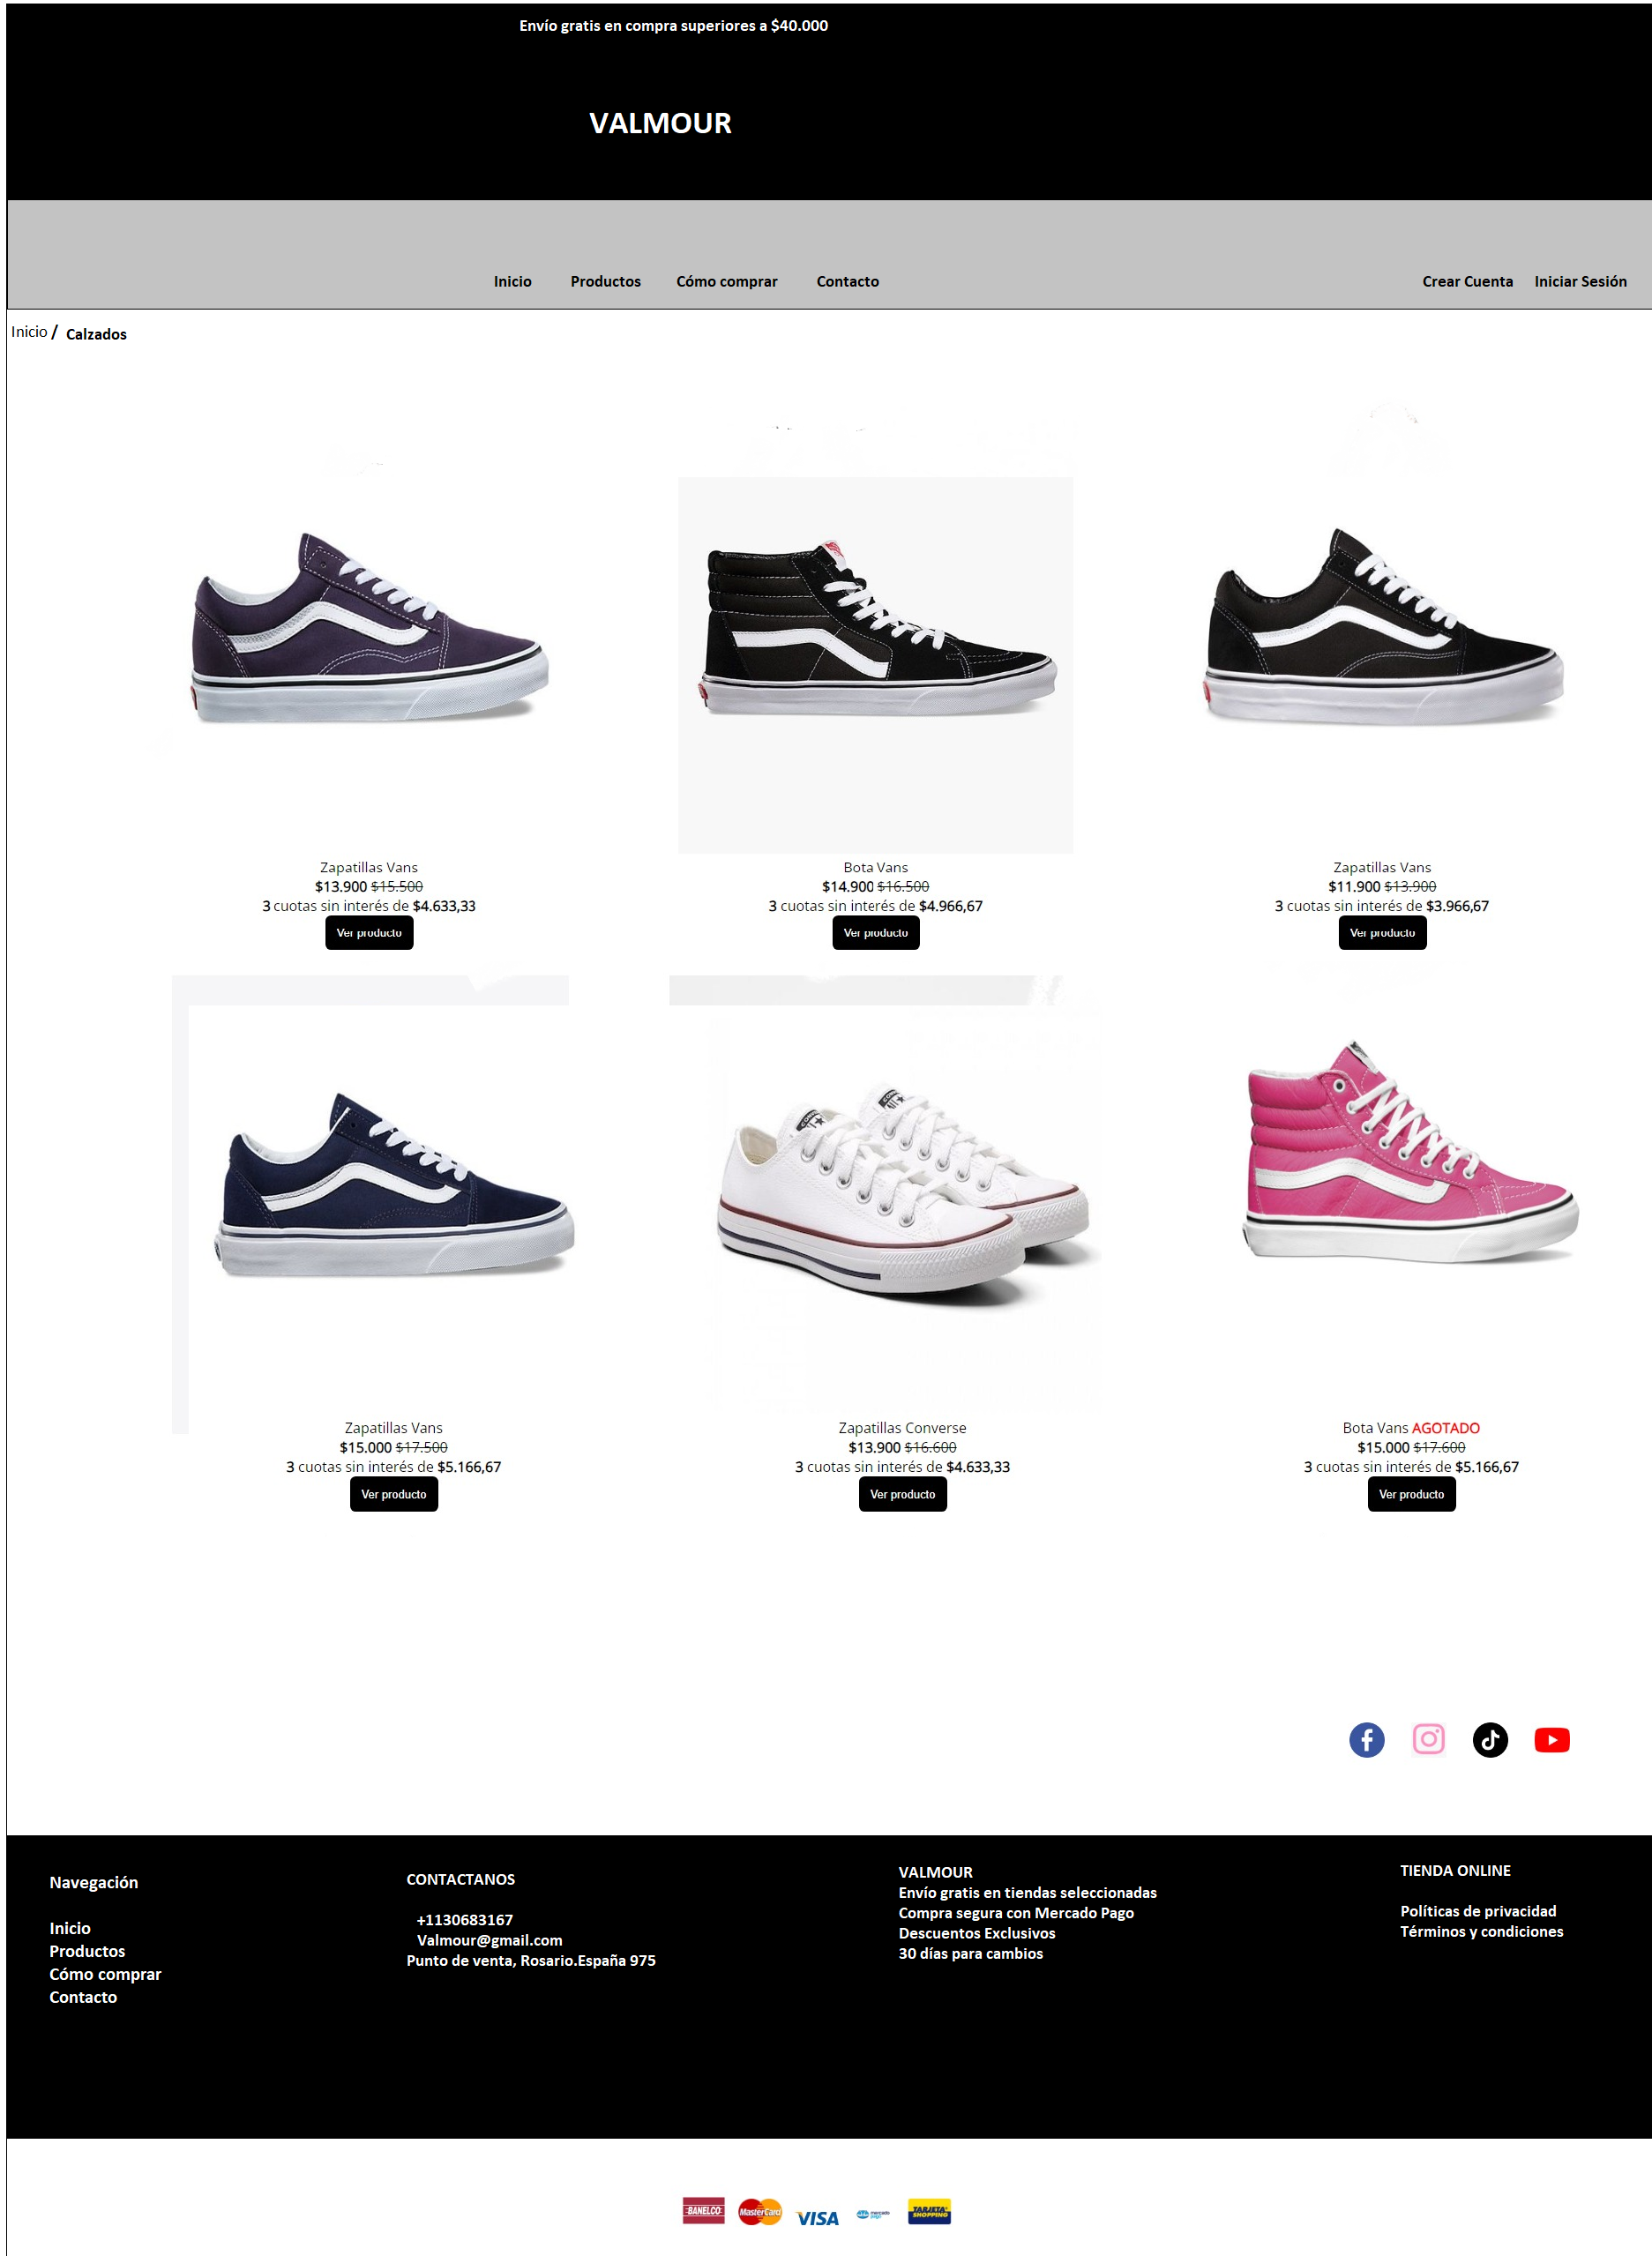 Envío gratis en compra superiores a $40.000
VALMOUR
Inicio Productos Cómo comprar Contacto Crear Cuenta Iniciar Sesión
Inicio / Calzados
Zapatillas Vans
$13.900 $15.500
3 cuotas sin interés de $4.633,33
Ver producto
Bota Vans
$14.900 $16.500
3 cuotas sin interés de $4.966,67
Ver producto
Zapatillas Vans
$11.900 $13.900
3 cuotas sin interés de $3.966,67
Ver producto
Zapatillas Vans
$15.000 $17.500
3 cuotas sin interés de $5.166,67
Ver producto
Zapatillas Converse
$13.900 $16.600
3 cuotas sin interés de $4.633,33
Ver producto
Bota Vans AGOTADO
$15.000 $17.600
3 cuotas sin interés de $5.166,67
Ver producto
Navegación
Inicio
Productos
Cómo comprar
Contacto
CONTACTANOS
+1130683167
Valmour@gmail.com
Punto de venta, Rosario.España 975
VALMOUR
Envío gratis en tiendas seleccionadas
Compra segura con Mercado Pago
Descuentos Exclusivos
30 días para cambios
TIENDA ONLINE
Políticas de privacidad
Términos y condiciones
BANELCO
MasterCard
VISA
mercado
pago
TARJETA
SHOPPING